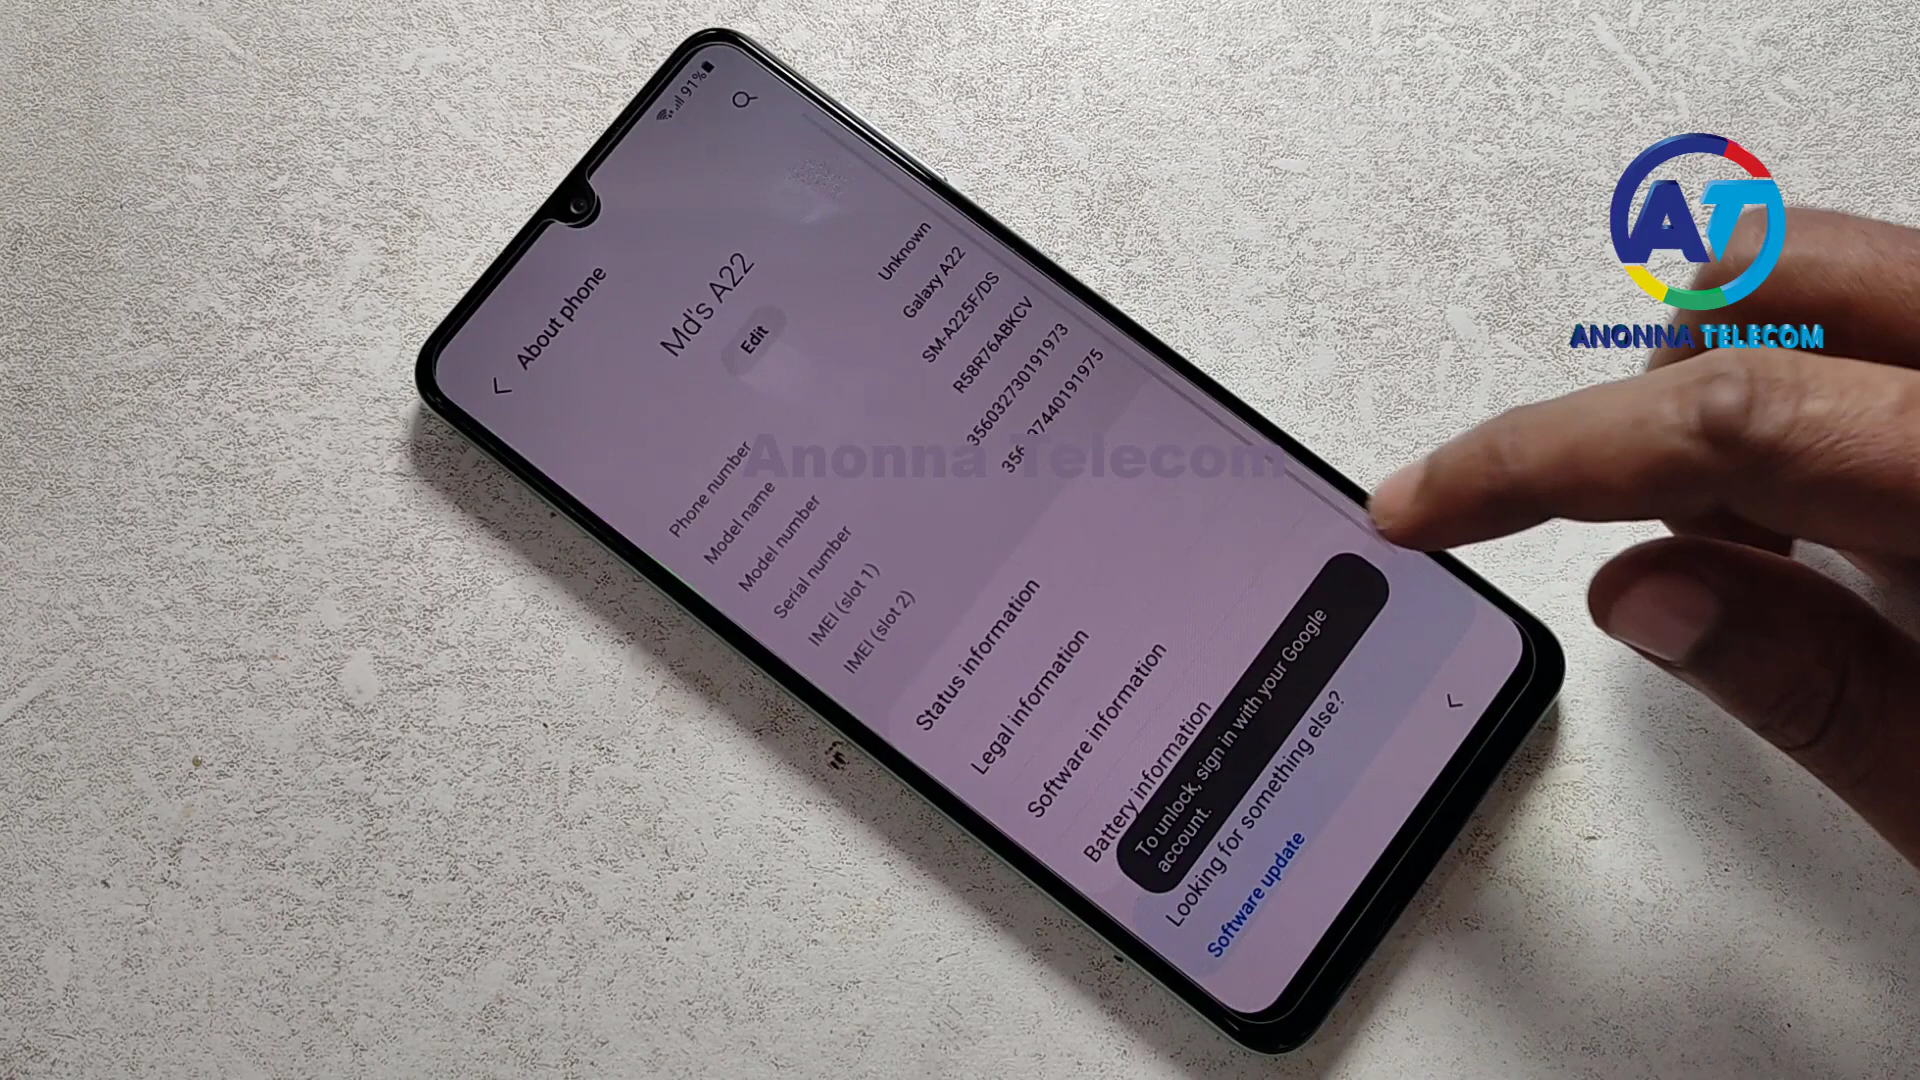 91%
About phone
Md's A22
Edit
Phone number Unknown
Model name Galaxy A22
Model number SM-A225F/DS
Serial number R58R76ABKCV
IMEI (slot 1) 356032730191973
IMEI (slot 2)
Status information
Legal information
Software information
Battery information
To unlock, sign in with your Google
account.
Looking for something else?
Software update
Anonna Telecom
AT
ANONNA TELECOM